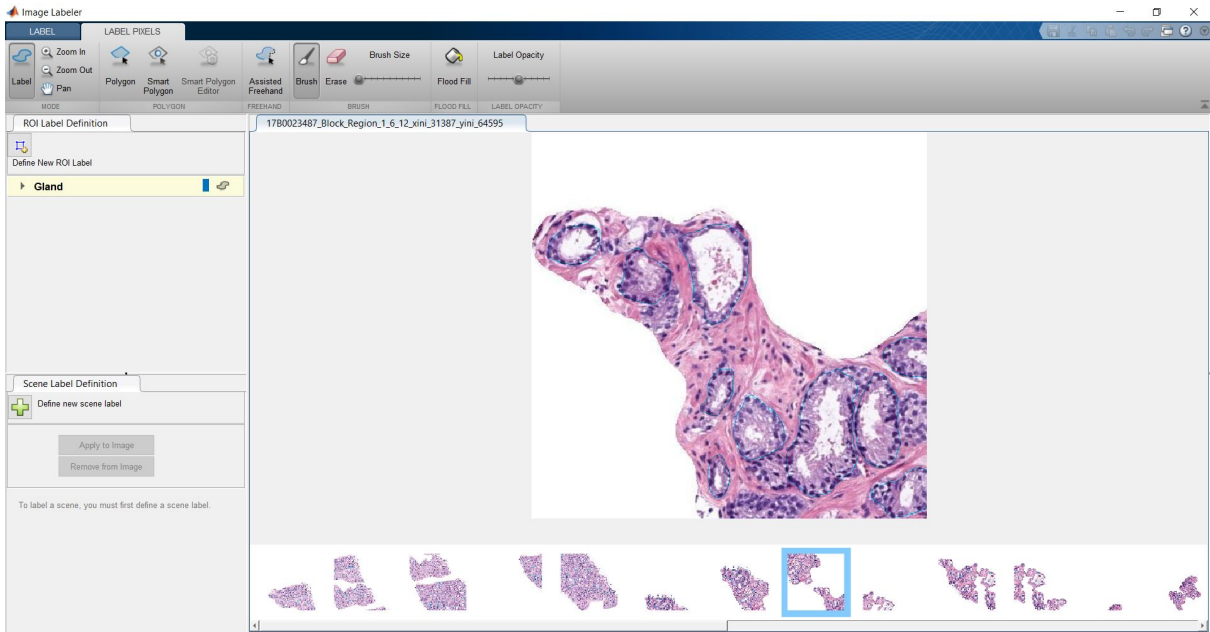 Image Labeler
LABEL
LABEL PIXELS
Label
Zoom In
Zoom Out
Pan
MODE
Polygon
Smart
Polygon
Smart Polygon
Editor
POLYGON
Assisted
Freehand
FREEHAND
Brush
Erase
Brush Size
BRUSH
Flood Fill
FLOOD FILL
Label Opacity
LABEL OPACITY
ROI Label Definition
Define New ROI Label
Gland
Scene Label Definition
Define new scene label
Apply to Image
Remove from Image
To label a scene, you must first define a scene label.
17B0023487_Block_Region_1_6_12_xini_31387_yini_64595